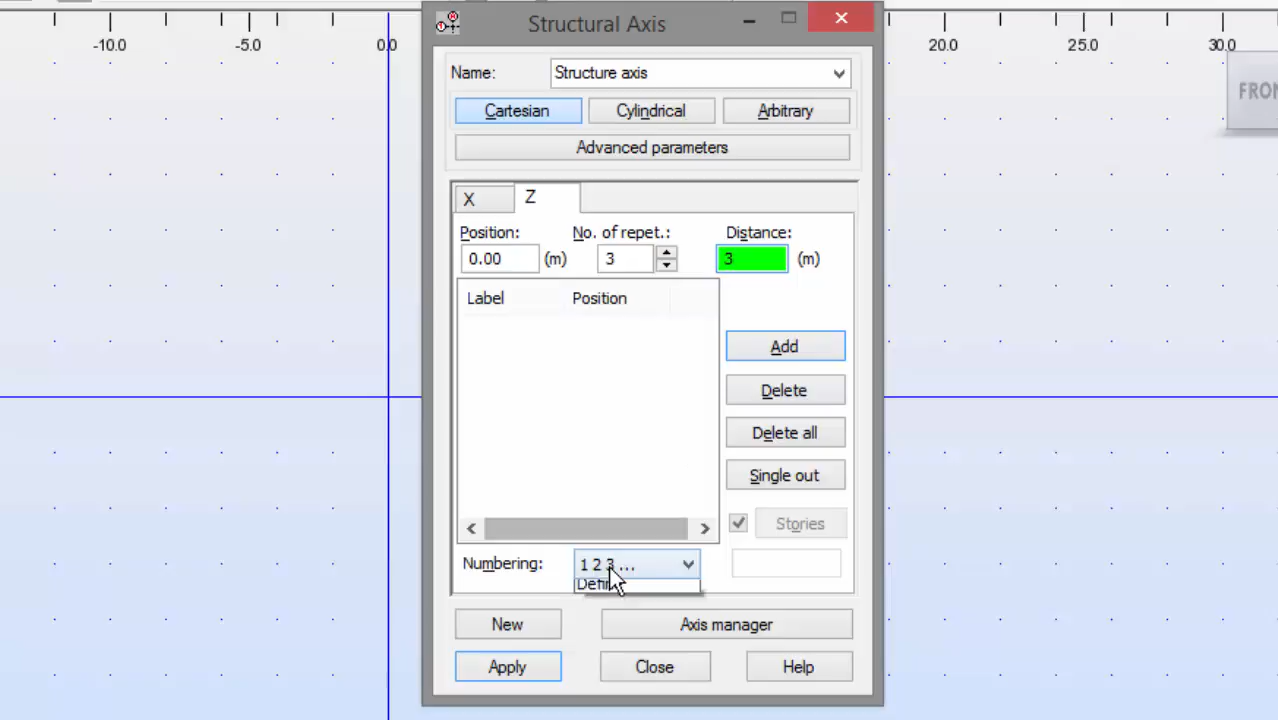 Structural Axis
-10.0 -5.0 0.0 20.0 25.0 30.0
Name: Structure axis
Cartesian Cylindrical Arbitrary
Advanced parameters
X Z
Position: No. of repet.: Distance:
0.00 (m) 3 3 (m)
Label Position
Add
Delete
Delete all
Single out
Stories
Numbering: 1 2 3 ...
New Axis manager
Apply Close Help